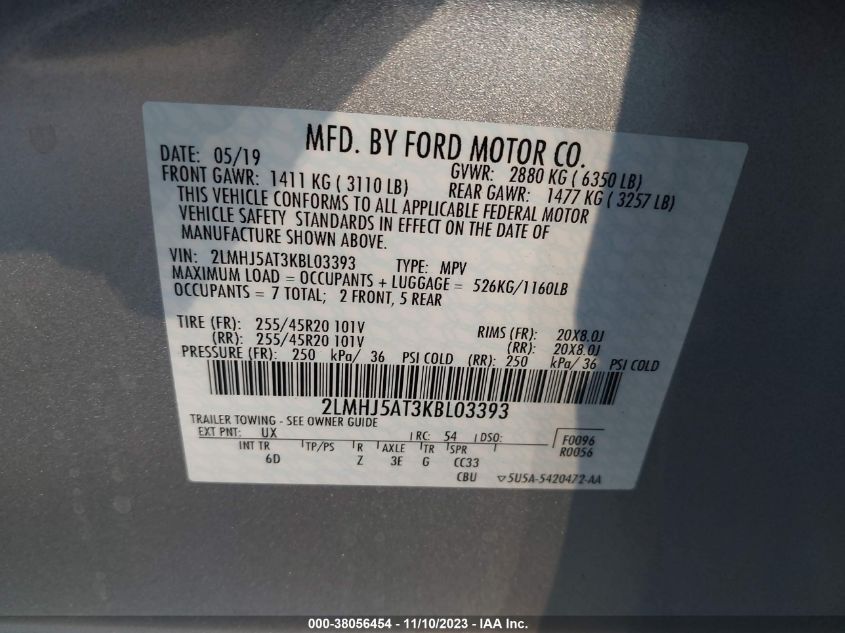 MFD. BY FORD MOTOR CO.
DATE: 05/19 GVWR: 2880 KG ( 6350 LB)
FRONT GAWR: 1411 KG ( 3110 LB) REAR GAWR: 1477 KG ( 3257 LB)
THIS VEHICLE CONFORMS TO ALL APPLICABLE FEDERAL MOTOR
VEHICLE SAFETY STANDARDS IN EFFECT ON THE DATE OF
MANUFACTURE SHOWN ABOVE.
VIN: 2LMHJ5AT3KBL03393 TYPE: MPV
MAXIMUM LOAD = OCCUPANTS + LUGGAGE = 526KG/1160LB
OCCUPANTS = 7 TOTAL; 2 FRONT, 5 REAR
TIRE (FR): 255/45R20 101V RIMS (FR): 20X8.0J
(RR): 255/45R20 101V (RR): 20X8.0J
PRESSURE (FR): 250 kPa/ 36 PSI COLD (RR): 250 kPa/ 36 PSI COLD
2LMHJ5AT3KBL03393
TRAILER TOWING - SEE OWNER GUIDE
EXT PNT: UX RC: 54 DSO: F0096
R0056
INT TR TP/PS R AXLE TR SPR
6D Z 3E G CC33
CBU ▽5U5A-5420472-AA
000-38056454 - 11/10/2023 - IAA Inc.